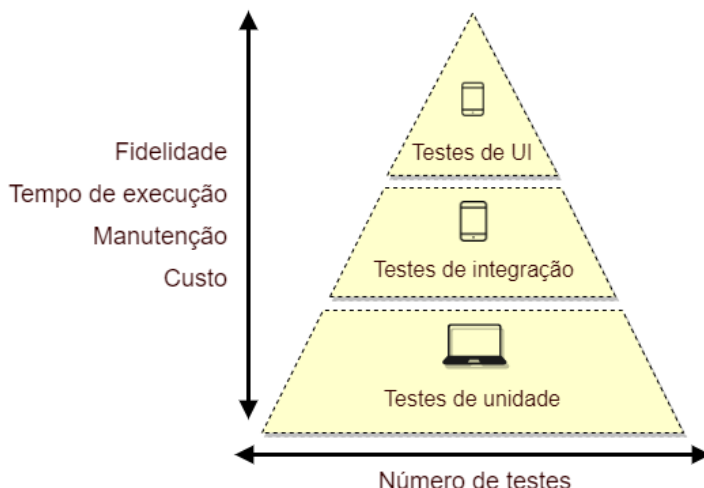 Fidelidade
Tempo de execução
Manutenção
Custo
Testes de UI
Testes de integração
Testes de unidade
Número de testes